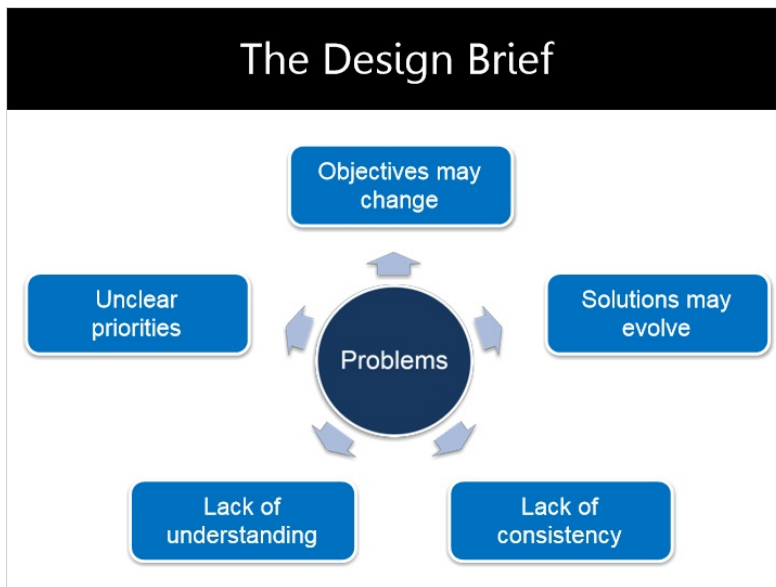 The Design Brief
Objectives may
change
Unclear
priorities
Solutions may
evolve
Problems
Lack of
understanding
Lack of
consistency